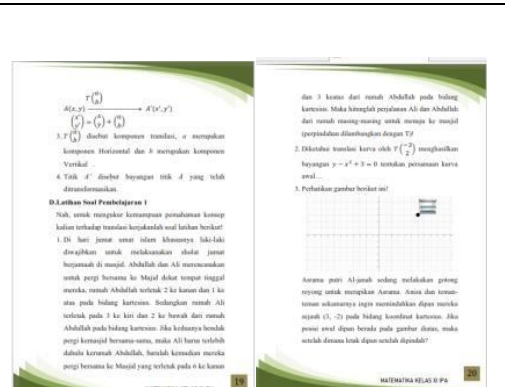 T(a b)
A(x, y) → A'(x', y')
(x' y') = (x y) + (a b)
3. T(a b) disebut komponen translasi, a merupakan
komponen Horizontal dan b merupakan komponen
Vertikal .
4. Titik A' disebut bayangan titik A yang telah
ditransformasikan.
D.Latihan Soal Pembelajaran 1
Nah, untuk mengukur kemampuan pemahaman konsep
kalian terhadap translasi kerjakanlah soal latihan berikut!
1. Di hari jumat umat islam khususnya laki-laki
diwajibkan untuk melaksanakan sholat jumat
berjamaah di masjid. Abdullah dan Ali merencanakan
untuk pergi bersama ke Majid dekat tempat tinggal
mereka, rumah Abdullah terletak 2 ke kanan dan 1 ke
atas pada bidang kartesius. Sedangkan rumah Ali
terletak pada 3 ke kiri dan 2 ke bawah dari rumah
Abdullah pada bidang kartesius. Jika keduanya hendak
pergi kemasjid bersama-sama, maka Ali harus terlebih
dahulu kerumah Abdullah, barulah kemudian mereka
pergi bersama ke Masjid yang terletak pada 6 ke kanan
19
dan 3 keatas dari rumah Abdullah pada bidang
kartesius. Maka hitunglah perjalanan Ali dan Abdullah
dari rumah masing-masing untuk menuju ke masjid
(perpindahan dilambangkan dengan T)!
2. Diketahui translasi kurva oleh T(-3 2) menghasilkan
bayangan y − x² + 3 = 0 tentukan persamaan kurva
awal....
3. Perhatikan gambar berikut ini!
Asrama putri Al-janah sedang melakukan gotong
royong untuk merapikan Asrama. Anisa dan teman-
teman sekamarnya ingin memindahkan dipan mereka
sejauh (3, -2) pada bidang koordinat kartesius. Jika
posisi awal dipan berada pada gambar diatas, maka
setelah dimana letak dipan setelah dipindah?
MATEMATIKA KELAS XI IPA
20